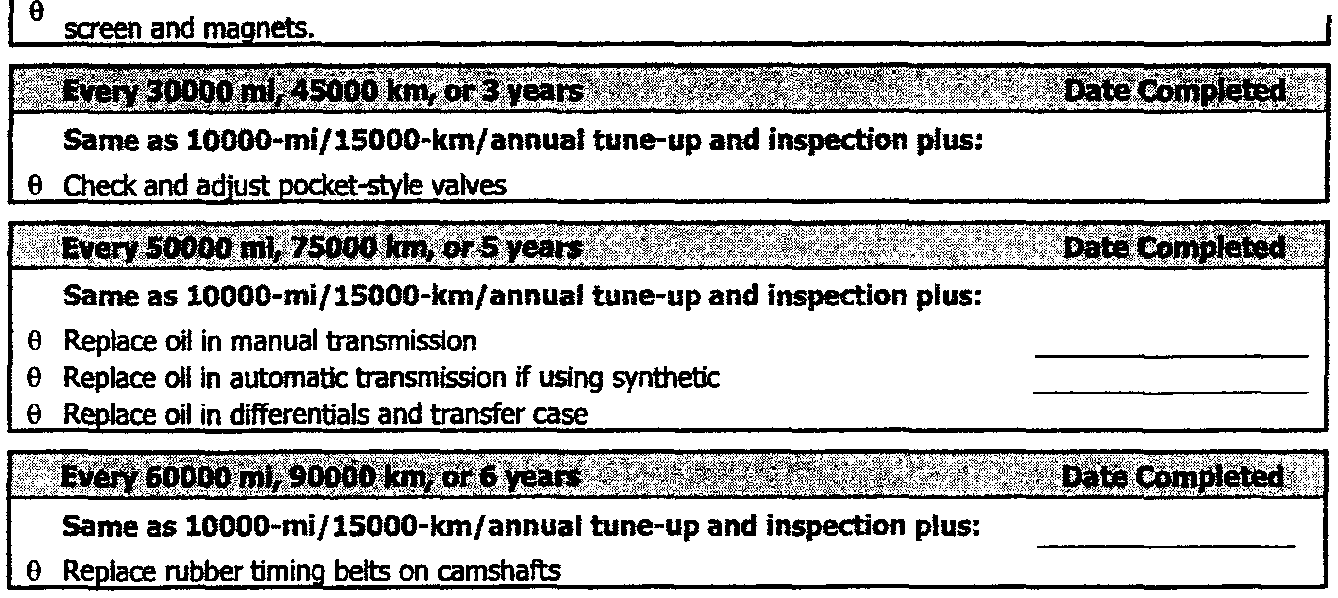 θ screen and magnets.
Every 30000 mi, 45000 km, or 3 years Date Completed
Same as 10000-mi/15000-km/annual tune-up and inspection plus:
θ Check and adjust pocket-style valves
Every 50000 mi, 75000 km, or 5 years Date Completed
Same as 10000-mi/15000-km/annual tune-up and inspection plus:
θ Replace oil in manual transmission
θ Replace oil in automatic transmission if using synthetic
θ Replace oil in differentials and transfer case
Every 60000 mi, 90000 km, or 6 years Date Completed
Same as 10000-mi/15000-km/annual tune-up and inspection plus:
θ Replace rubber timing belts on camshafts